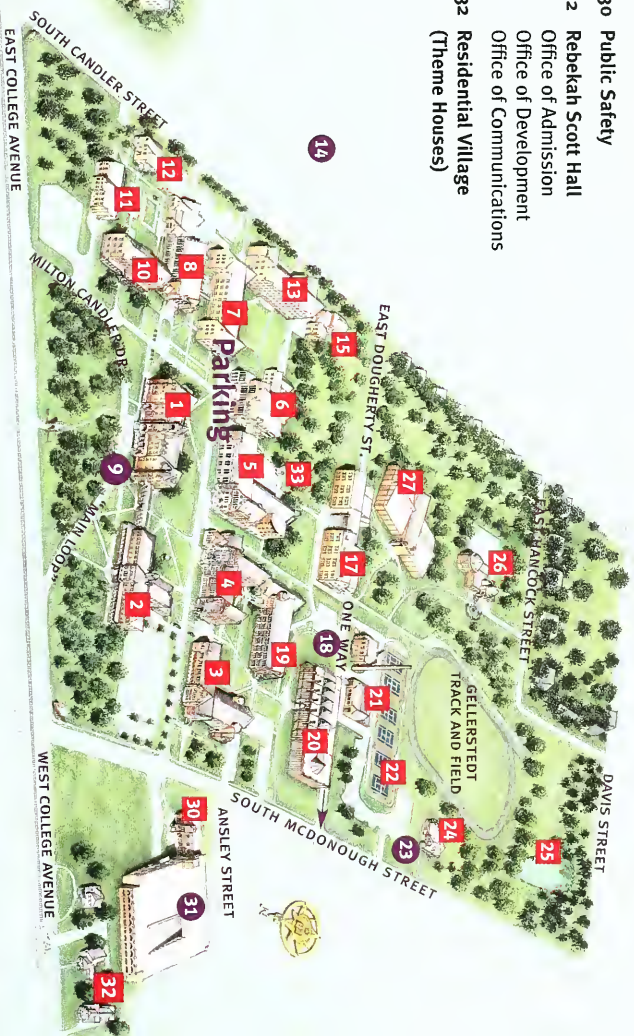 30 Public Safety
2 Rebekah Scott Hall
Office of Admission
Office of Development
Office of Communications
32 Residential Village
(Theme Houses)
SOUTH CANDLER STREET
EAST COLLEGE AVENUE
14
12
11
10
8
7
13
15
MILTON CANDLER DR.
EAST DOUGHERTY ST.
Parking
6
1
5
33
9
"MAIN LOOP"
2
4
17
27
26
EAST HANCOCK STREET
3
19
18
ONE WAY
21
20
22
GELLERSTEDT
TRACK AND FIELD
DAVIS STREET
24
23
25
SOUTH MCDONOUGH STREET
WEST COLLEGE AVENUE
30
ANSLEY STREET
31
32